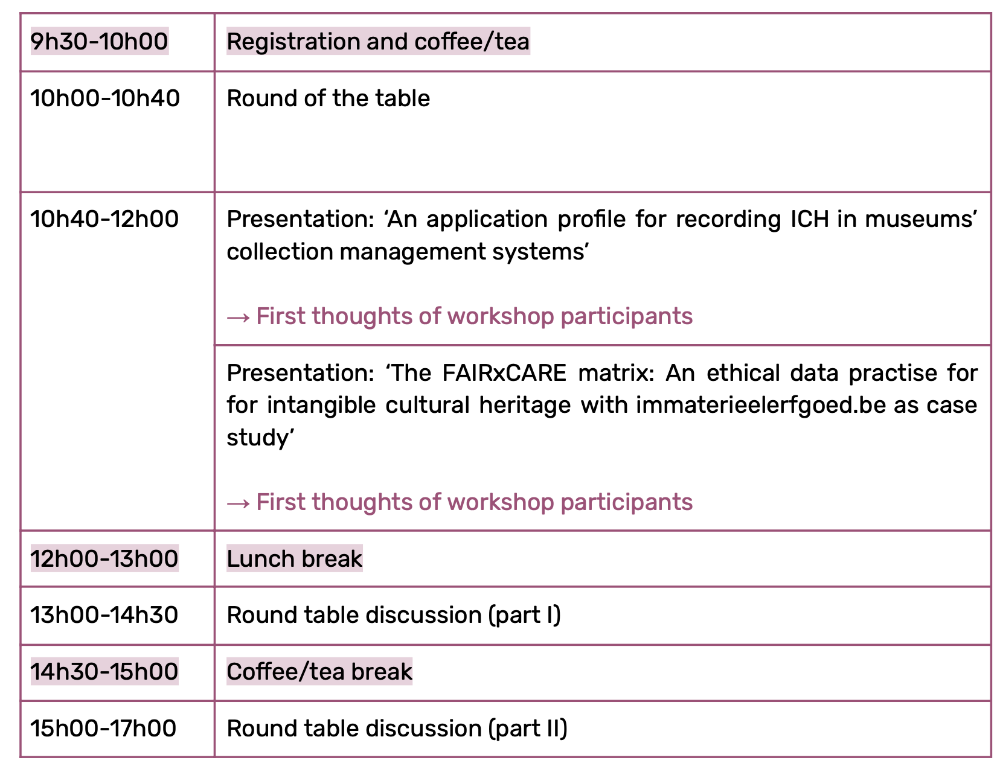 9h30-10h00
Registration and coffee/tea
10h00-10h40
Round of the table
10h40-12h00
Presentation: ‘An application profile for recording ICH in museums’
collection management systems’
→ First thoughts of workshop participants
Presentation: ‘The FAIRxCARE matrix: An ethical data practise for
for intangible cultural heritage with immaterieelerfgoed.be as case
study’
→ First thoughts of workshop participants
12h00-13h00
Lunch break
13h00-14h30
Round table discussion (part I)
14h30-15h00
Coffee/tea break
15h00-17h00
Round table discussion (part II)